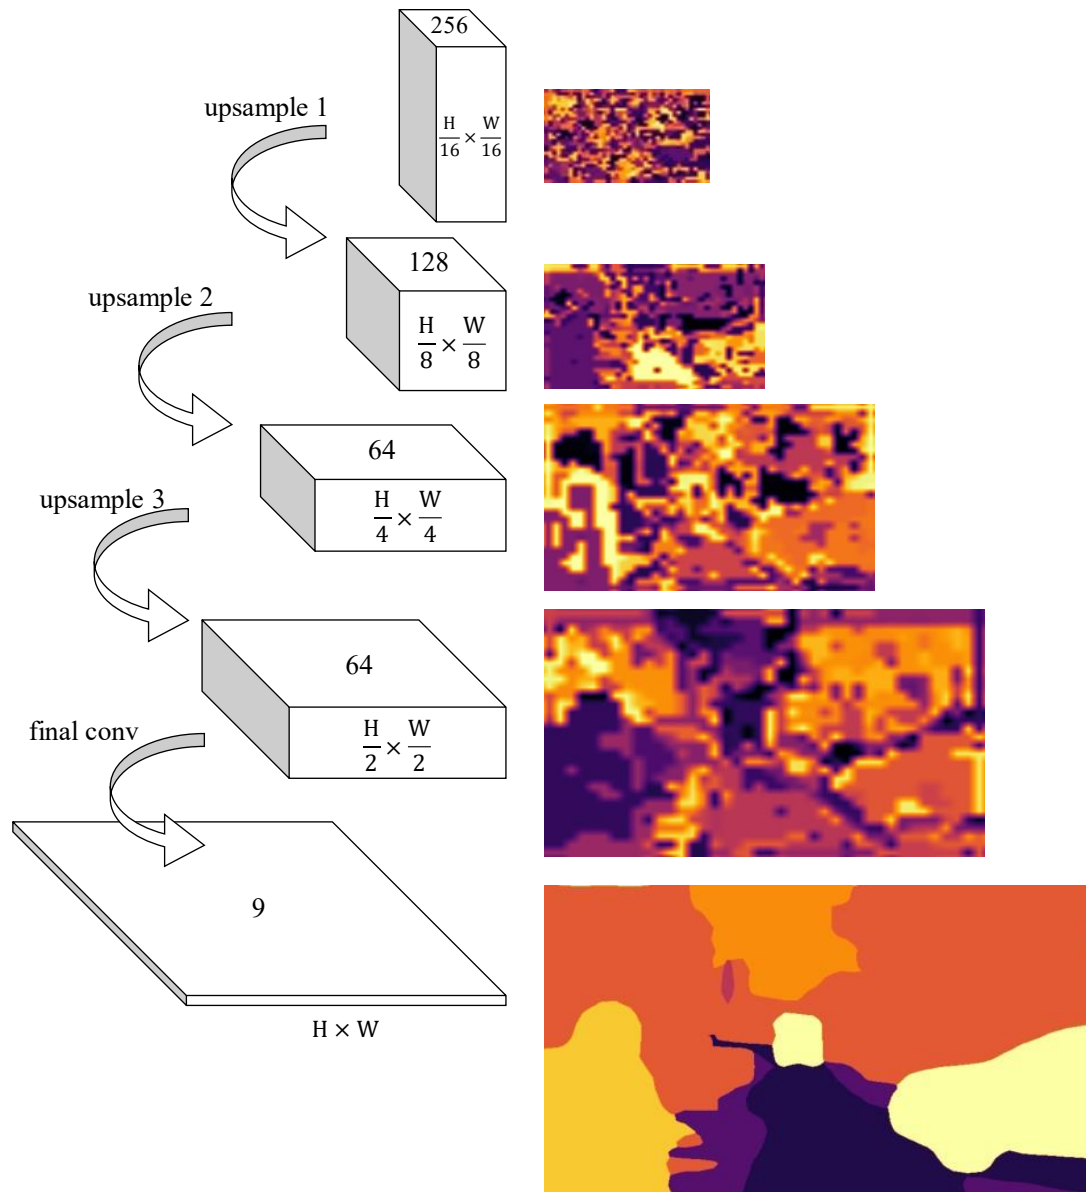 256
upsample 1
H/16 × W/16
128
upsample 2
H/8 × W/8
64
upsample 3
H/4 × W/4
64
final conv
H/2 × W/2
9
H × W